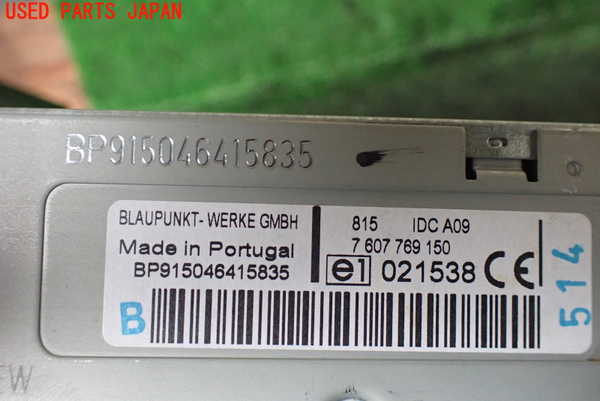 USED PARTS JAPAN
BP915046415835
BLAUPUNKT- WERKE GMBH
815 IDC A09
Made in Portugal
7 607 769 150
BP915046415835
e1 021538 CE
B
514
EW